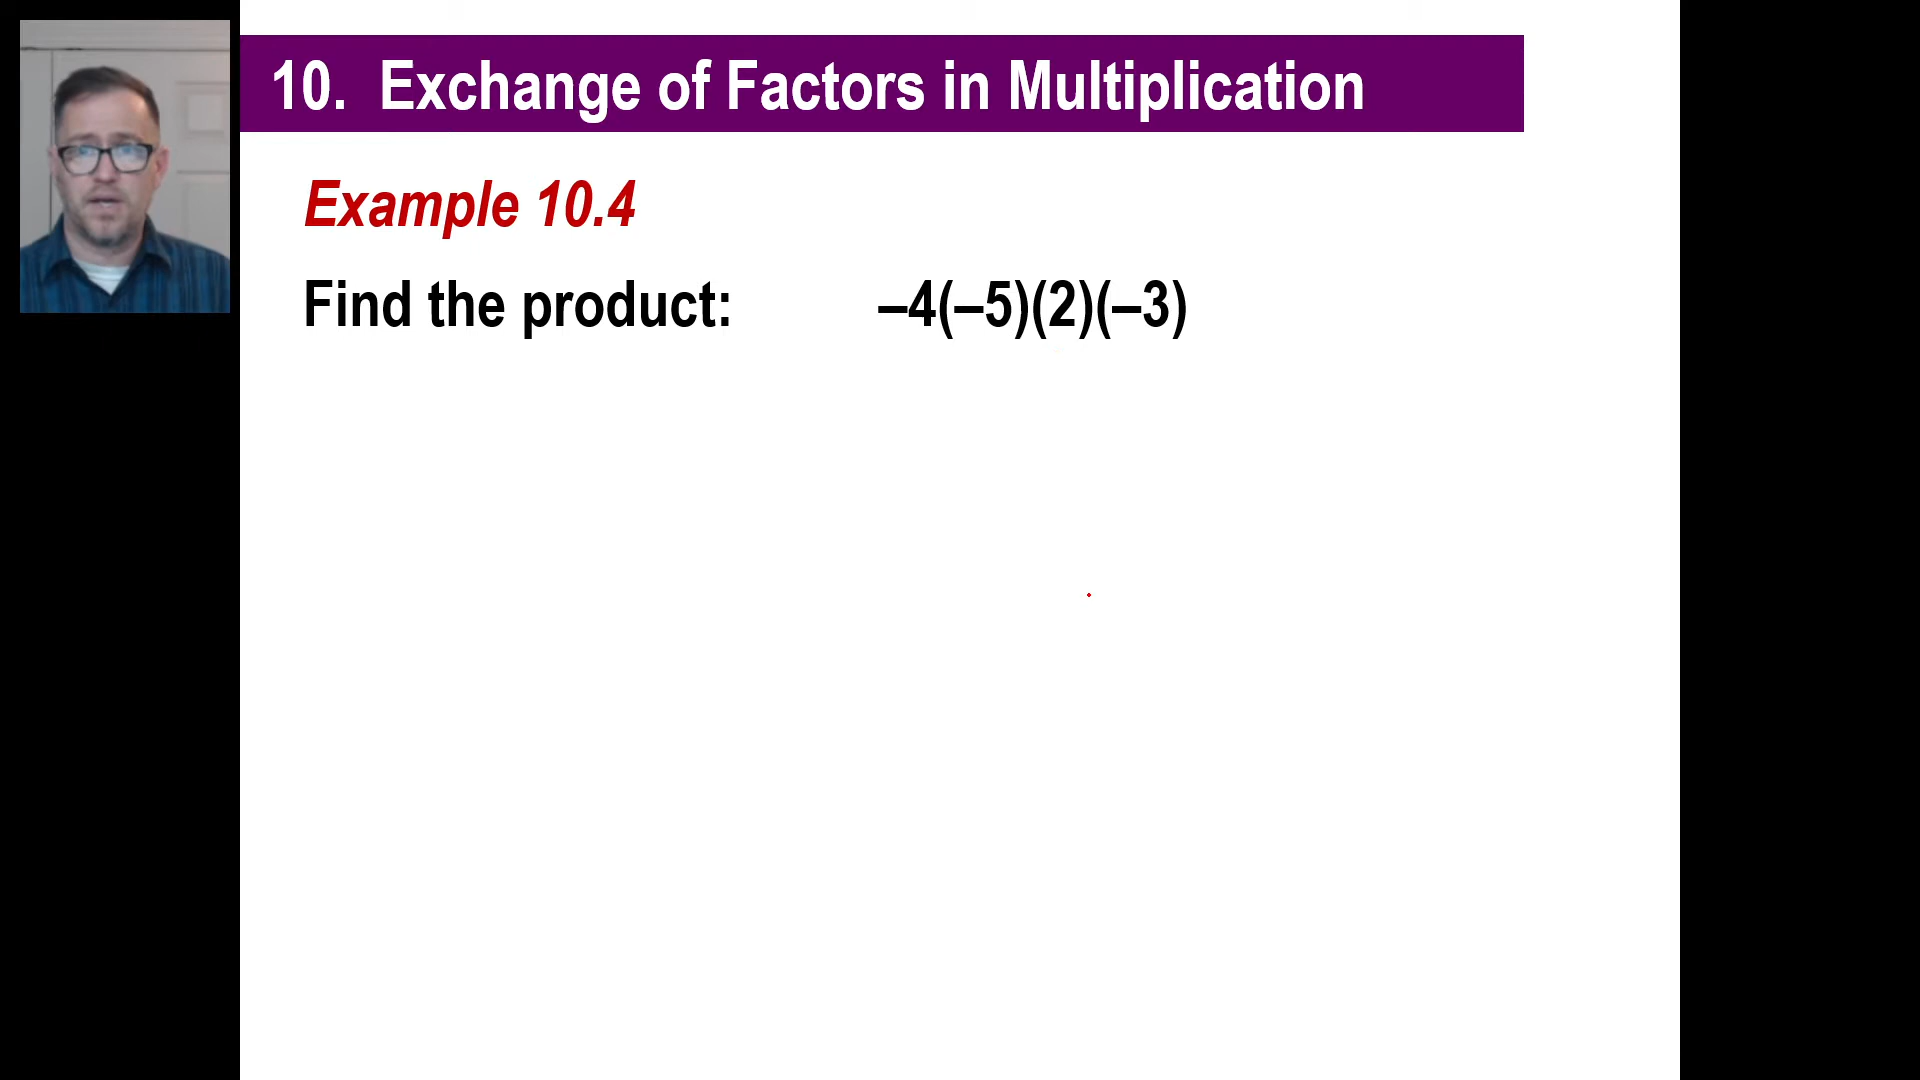 10. Exchange of Factors in Multiplication
Example 10.4
Find the product: –4(–5)(2)(–3)